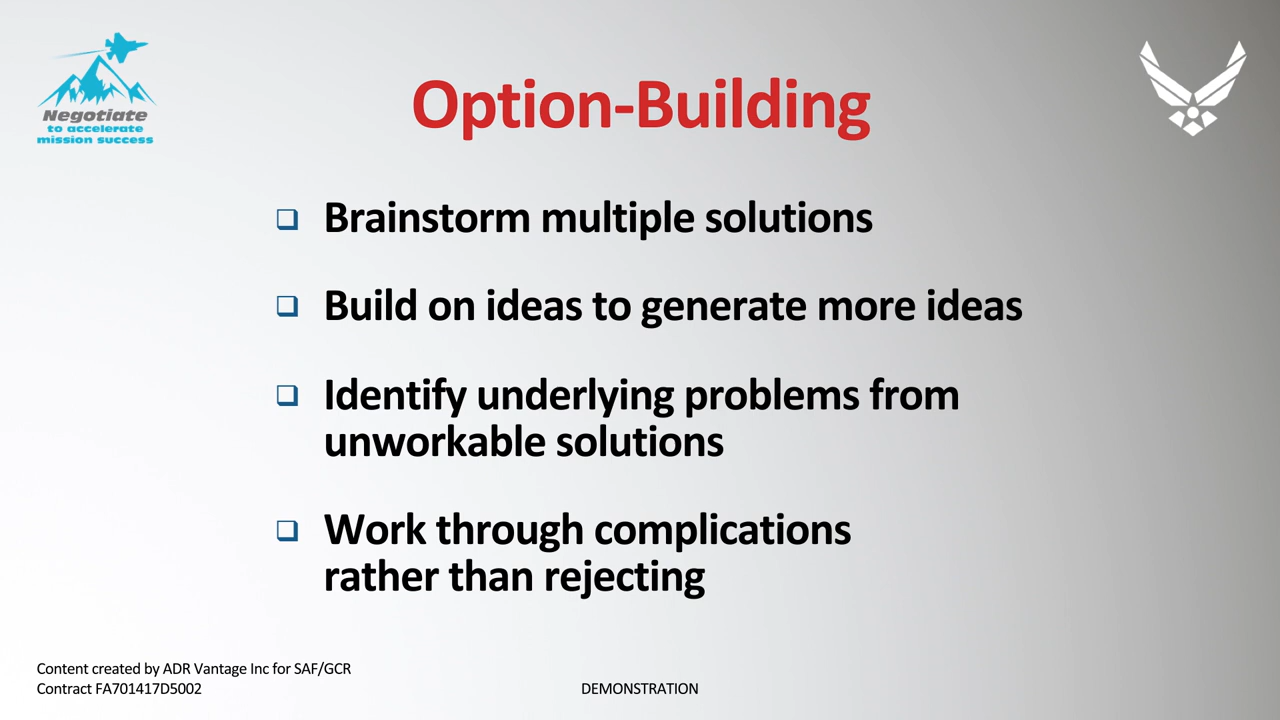 Negotiate
to accelerate
mission success
Option-Building
Brainstorm multiple solutions
Build on ideas to generate more ideas
Identify underlying problems from
unworkable solutions
Work through complications
rather than rejecting
Content created by ADR Vantage Inc for SAF/GCR
Contract FA701417D5002
DEMONSTRATION